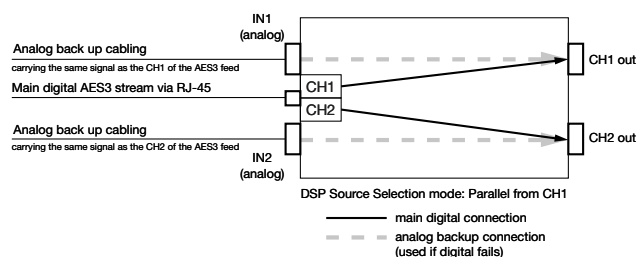 IN1
(analog)
Analog back up cabling
carrying the same signal as the CH1 of the AES3 feed
CH1 out
Main digital AES3 stream via RJ-45
CH1
CH2
Analog back up cabling
carrying the same signal as the CH2 of the AES3 feed
CH2 out
IN2
(analog)
DSP Source Selection mode: Parallel from CH1
main digital connection
analog backup connection
(used if digital fails)